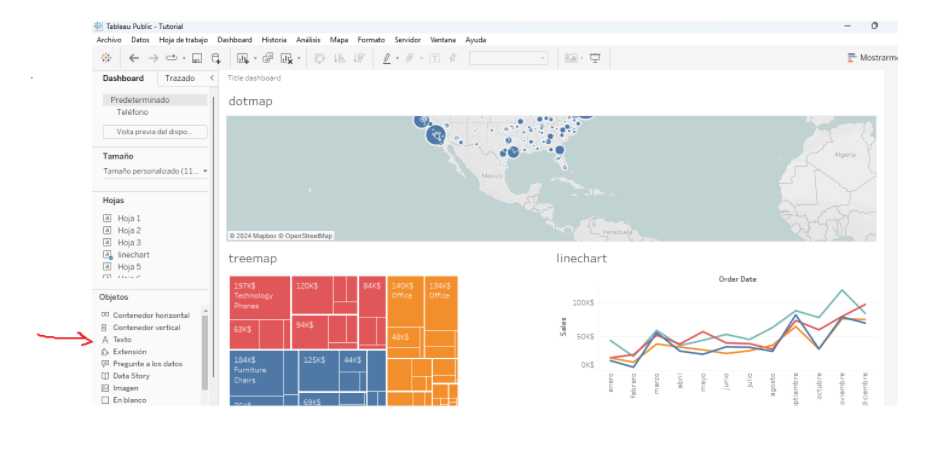 Tableau Public - Tutorial
Archivo Datos Hoja de trabajo Dashboard Historia Análisis Mapa Formato Servidor Ventana Ayuda
Dashboard Trazado
Predeterminado
Teléfono
Vista previa del dispo...
Tamaño
Tamaño personalizado (11...
Hojas
Hoja 1
Hoja 2
Hoja 3
linechart
Hoja 5
Objetos
Contenedor horizontal
Contenedor vertical
Texto
Extensión
Pregunte a los datos
Data Story
Imagen
En blanco
Title dashboard
dotmap
Mexico
Venezuela
Algeria
© 2024 Mapbox © OpenStreetMap
treemap
197K$
Technology
Phones
120K$
84K$
140K$
Office
134K$
Office
63K$
94K$
48K$
184K$
Furniture
Chairs
125K$
44K$
69K$
linechart
Order Date
Sales
100K$
50K$
0K$
enero
febrero
marzo
abril
mayo
junio
julio
agosto
eptiembre
octubre
oviembre
diciembre